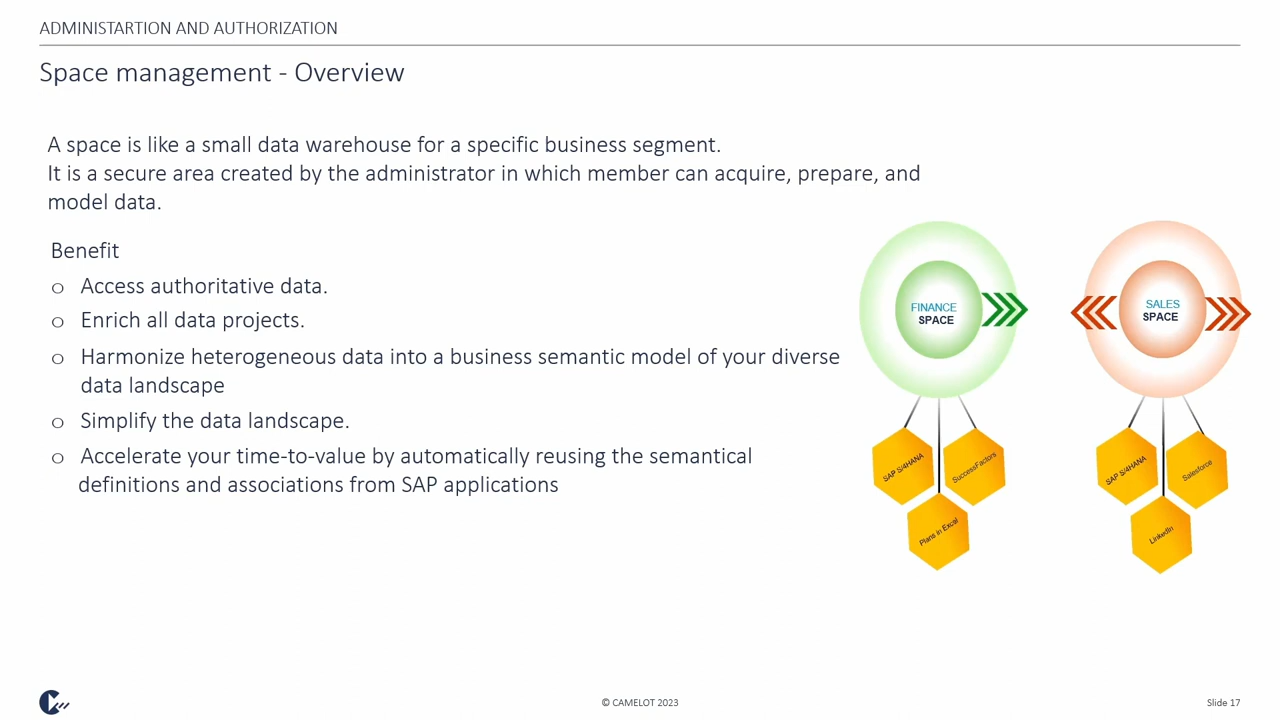 ADMINISTARTION AND AUTHORIZATION
Space management - Overview
A space is like a small data warehouse for a specific business segment.
It is a secure area created by the administrator in which member can acquire, prepare, and
model data.
Benefit
o Access authoritative data.
o Enrich all data projects.
o Harmonize heterogeneous data into a business semantic model of your diverse
data landscape
o Simplify the data landscape.
o Accelerate your time-to-value by automatically reusing the semantical
definitions and associations from SAP applications
FINANCE
SPACE
SAP S/4HANA
SuccessFactors
Plans in Excel
SALES
SPACE
SAP S/4HANA
Salesforce
LinkedIn
© CAMELOT 2023
Slide 17